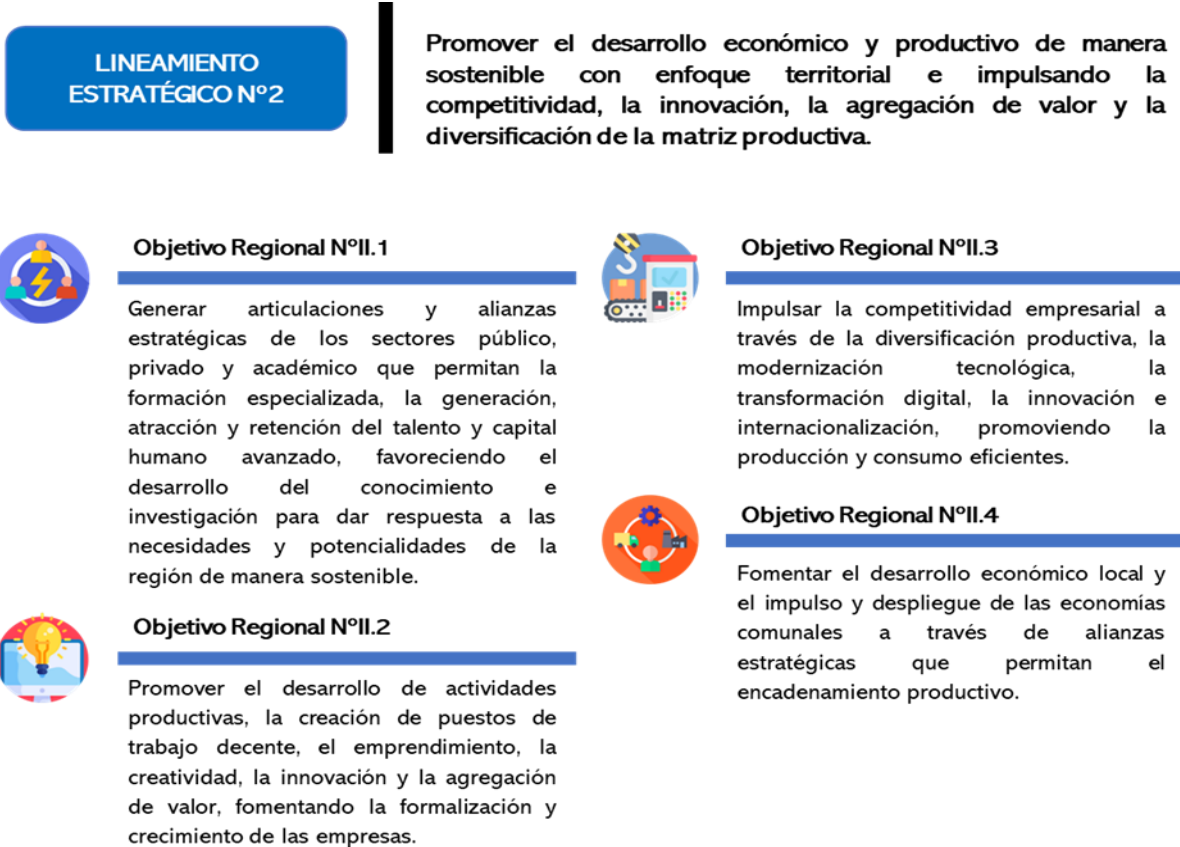 LINEAMIENTO
ESTRATÉGICO Nº2
Promover el desarrollo económico y productivo de manera
sostenible con enfoque territorial e impulsando la
competitividad, la innovación, la agregación de valor y la
diversificación de la matriz productiva.
Objetivo Regional NºII.1
Generar articulaciones y alianzas
estratégicas de los sectores público,
privado y académico que permitan la
formación especializada, la generación,
atracción y retención del talento y capital
humano avanzado, favoreciendo el
desarrollo del conocimiento e
investigación para dar respuesta a las
necesidades y potencialidades de la
región de manera sostenible.
Objetivo Regional NºII.2
Promover el desarrollo de actividades
productivas, la creación de puestos de
trabajo decente, el emprendimiento, la
creatividad, la innovación y la agregación
de valor, fomentando la formalización y
crecimiento de las empresas.
Objetivo Regional NºII.3
Impulsar la competitividad empresarial a
través de la diversificación productiva, la
modernización tecnológica, la
transformación digital, la innovación e
internacionalización, promoviendo la
producción y consumo eficientes.
Objetivo Regional NºII.4
Fomentar el desarrollo económico local y
el impulso y despliegue de las economías
comunales a través de alianzas
estratégicas que permitan el
encadenamiento productivo.